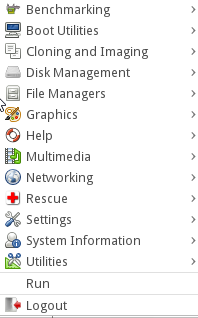 Benchmarking
Boot Utilities
Cloning and Imaging
Disk Management
File Managers
Graphics
Help
Multimedia
Networking
Rescue
Settings
System Information
Utilities
Run
Logout